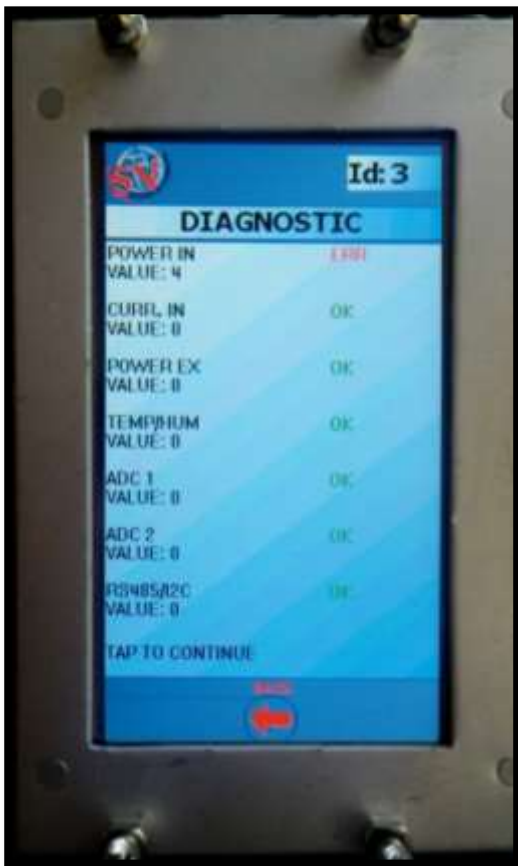 SV
Id: 3
DIAGNOSTIC
POWER IN ERR
VALUE: 4
CURR. IN OK
VALUE: 0
POWER EX OK
VALUE: 0
TEMP/HUM OK
VALUE: 0
ADC 1 OK
VALUE: 0
ADC 2 OK
VALUE: 0
RS485/I2C OK
VALUE: 0
TAP TO CONTINUE